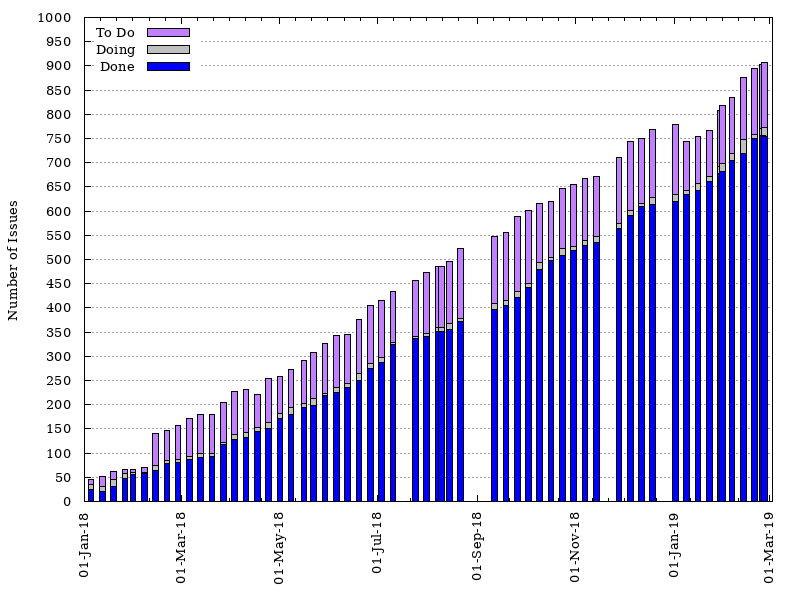 1000
950
900
850
800
750
700
650
600
550
500
450
400
350
300
250
200
150
100
50
0
Number of Issues
To Do
Doing
Done
01-Jan-18
01-Mar-18
01-May-18
01-Jul-18
01-Sep-18
01-Nov-18
01-Jan-19
01-Mar-19